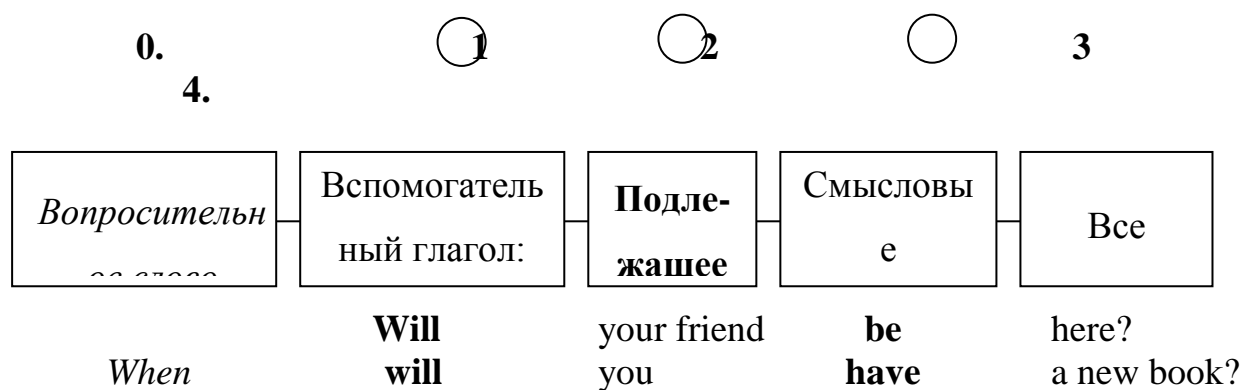 0. 1 2 3
4.
Вопросительн
Вспомогатель
ный глагол:
Подле-
жашее
Смысловы
е
Все
Will your friend be here?
When will you have a new book?